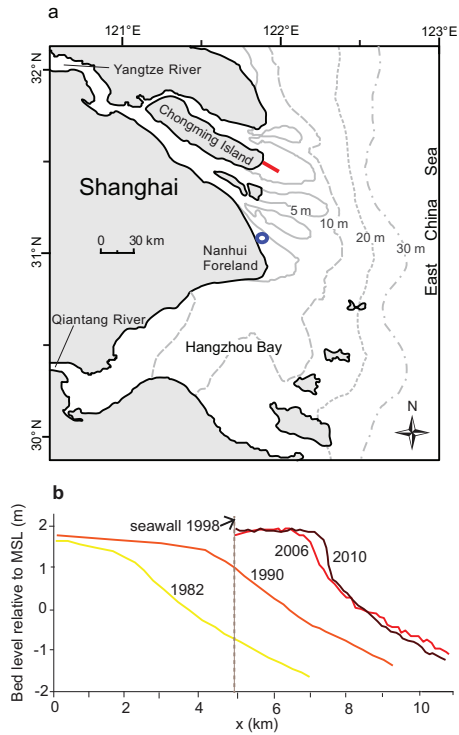 a
121°E 122°E 123°E
32°N
31°N
30°N
Yangtze River
Chongming Island
Shanghai
0 30 km
Nanhui
Foreland
Qiantang River
Hangzhou Bay
5 m
10 m
20 m
30 m
East China Sea
N
b
Bed level relative to MSL (m)
2
1
0
-1
-2
seawall 1998
1982
1990
2006
2010
0 2 4 6 8 10
x (km)